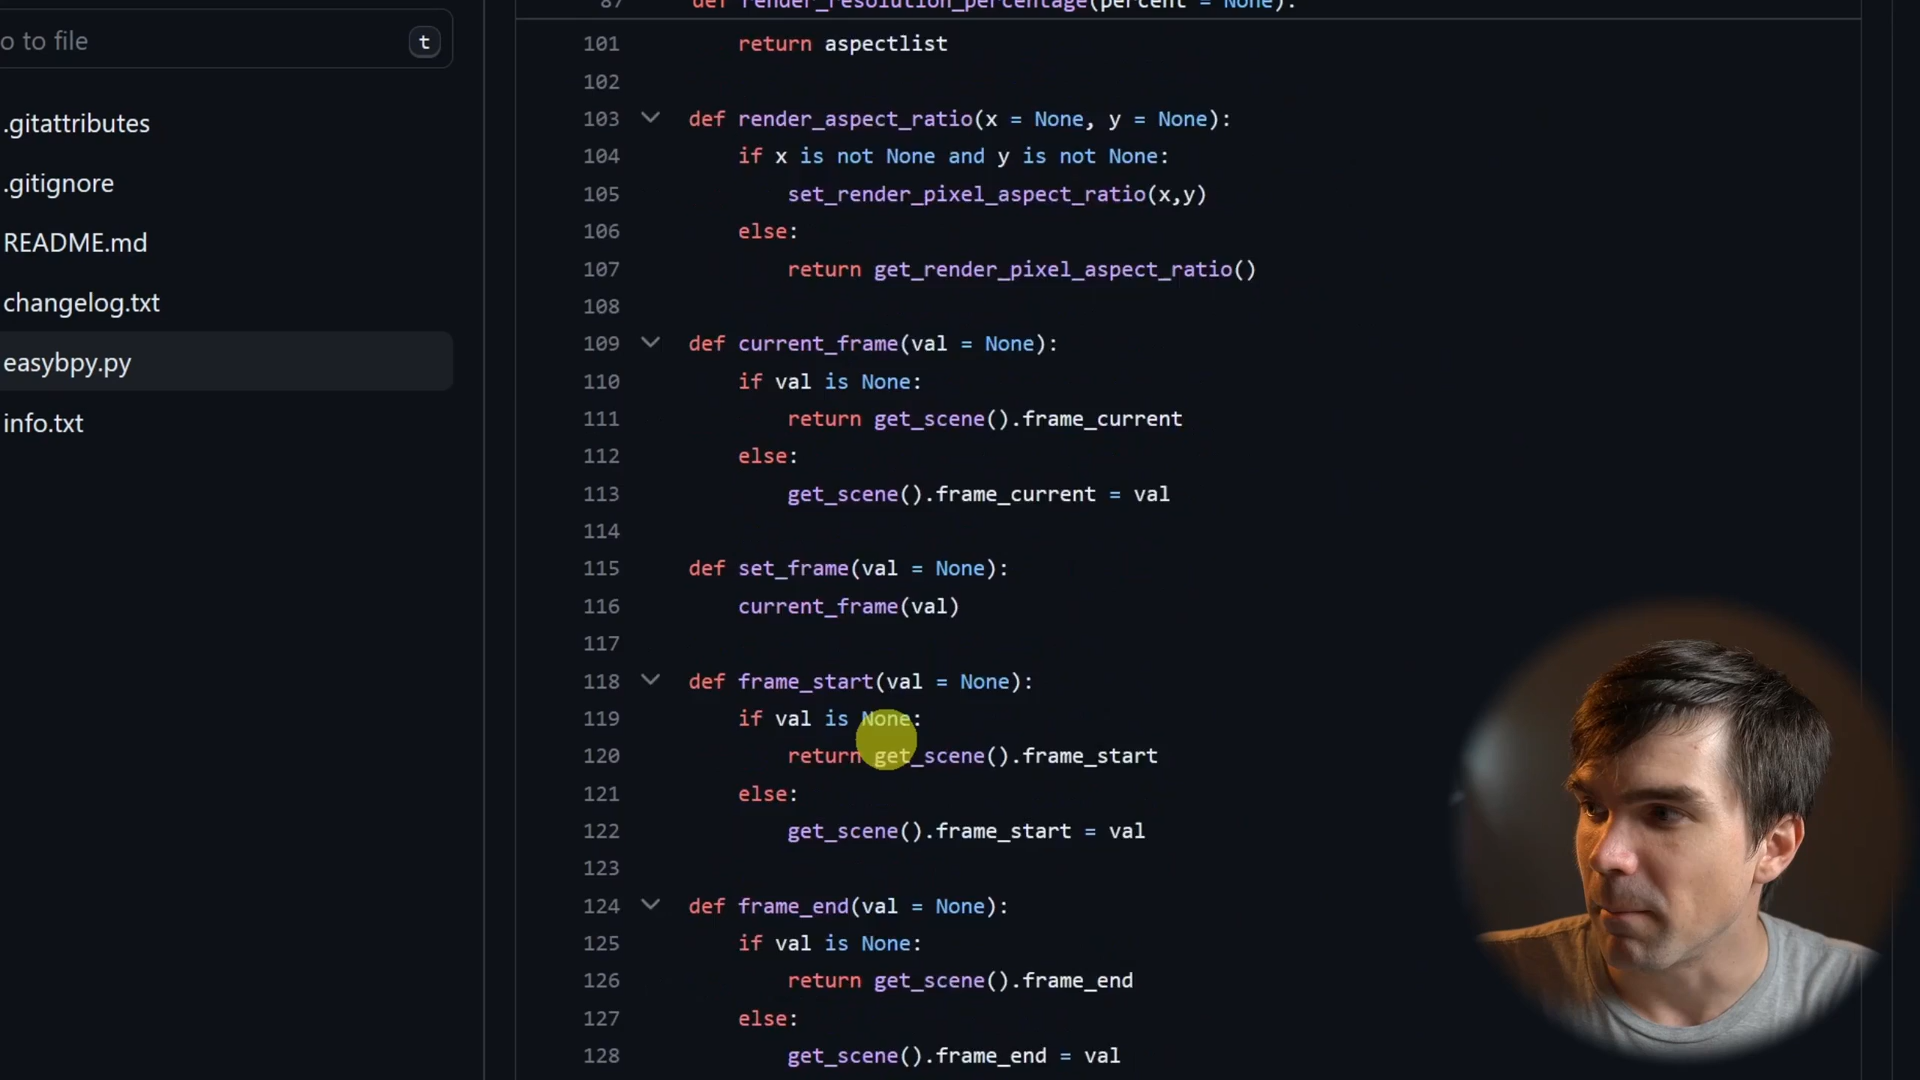 o to file
t
.gitattributes
.gitignore
README.md
changelog.txt
easybpy.py
info.txt
87 def render_resolution_percentage(percent = None):
101 return aspectlist
102
103 def render_aspect_ratio(x = None, y = None):
104 if x is not None and y is not None:
105 set_render_pixel_aspect_ratio(x,y)
106 else:
107 return get_render_pixel_aspect_ratio()
108
109 def current_frame(val = None):
110 if val is None:
111 return get_scene().frame_current
112 else:
113 get_scene().frame_current = val
114
115 def set_frame(val = None):
116 current_frame(val)
117
118 def frame_start(val = None):
119 if val is None:
120 return get_scene().frame_start
121 else:
122 get_scene().frame_start = val
123
124 def frame_end(val = None):
125 if val is None:
126 return get_scene().frame_end
127 else:
128 get_scene().frame_end = val